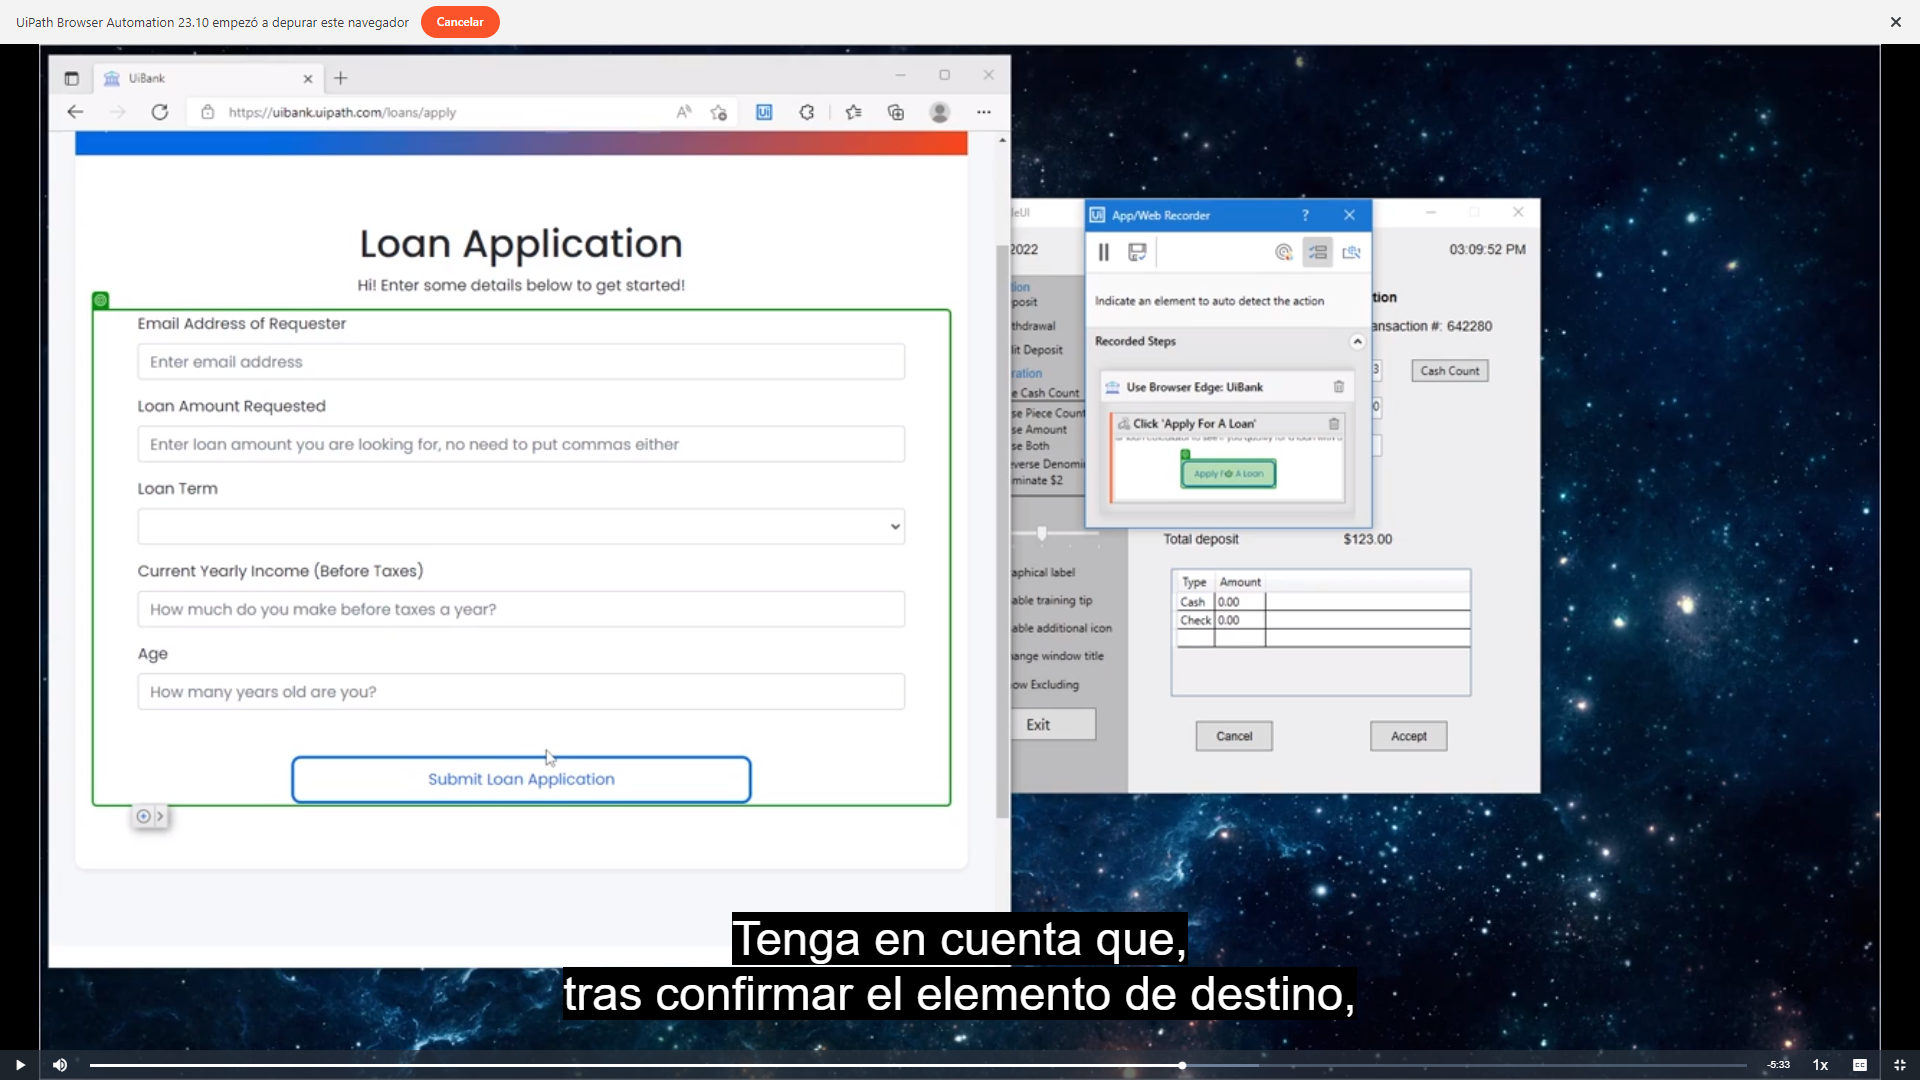 UiPath Browser Automation 23.10 empezó a depurar este navegador
Cancelar
UiBank
https://uibank.uipath.com/loans/apply
Loan Application
Hi! Enter some details below to get started!
Email Address of Requester
Enter email address
Loan Amount Requested
Enter loan amount you are looking for, no need to put commas either
Loan Term
Current Yearly Income (Before Taxes)
How much do you make before taxes a year?
Age
How many years old are you?
Submit Loan Application
App/Web Recorder
Indicate an element to auto detect the action
Recorded Steps
Use Browser Edge: UiBank
Click 'Apply For A Loan'
Apply For A Loan
2022
03:09:52 PM
tion
ansaction #: 642280
3
Cash Count
0
posit
thdrawal
dit Deposit
ration
e Cash Count
se Piece Count
se Amount
se Both
everse Denomi
minate $2
Total deposit
$123.00
aphical label
able training tip
able additional icon
ange window title
ow Excluding
Exit
Type Amount
Cash 0.00
Check 0.00
Cancel
Accept
Tenga en cuenta que,
tras confirmar el elemento de destino,
-5:33
1x